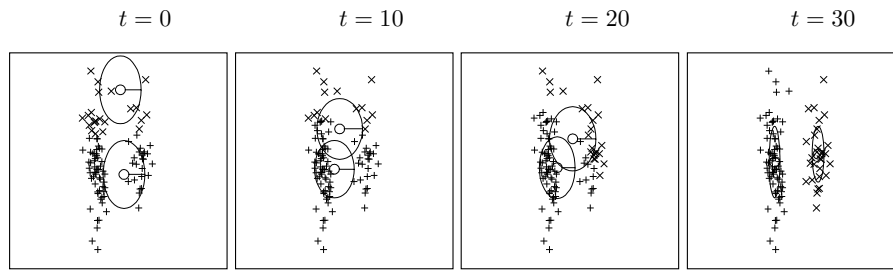 t = 0 t = 10 t = 20 t = 30